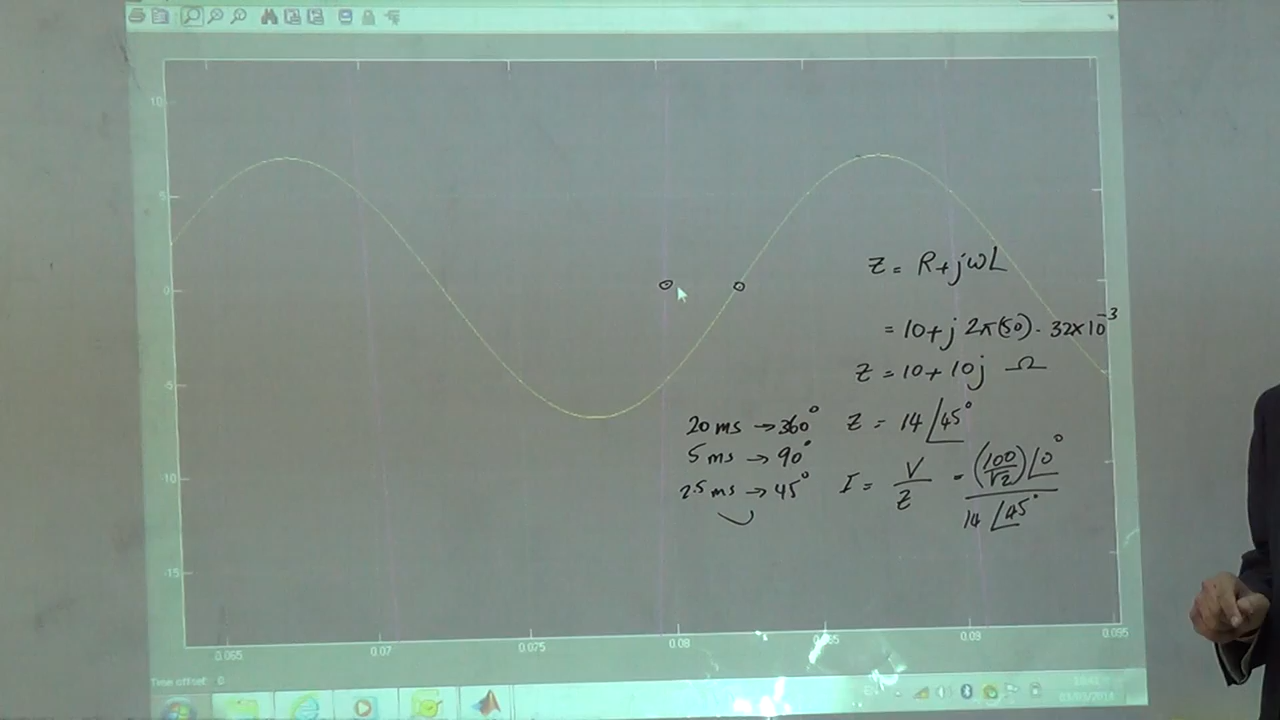 10
5
0
-5
-10
-15
0.065
0.07
0.075
0.08
0.085
0.09
0.095
Time offset: 0
Z = R+jωL
= 10+j 2π(50). 32x10⁻³
Z = 10+10j Ω
20 ms → 360° Z = 14 ∠45°
5 ms → 90°
2.5 ms → 45° I = V/Z = (100/√2)∠0° / 14 ∠45°